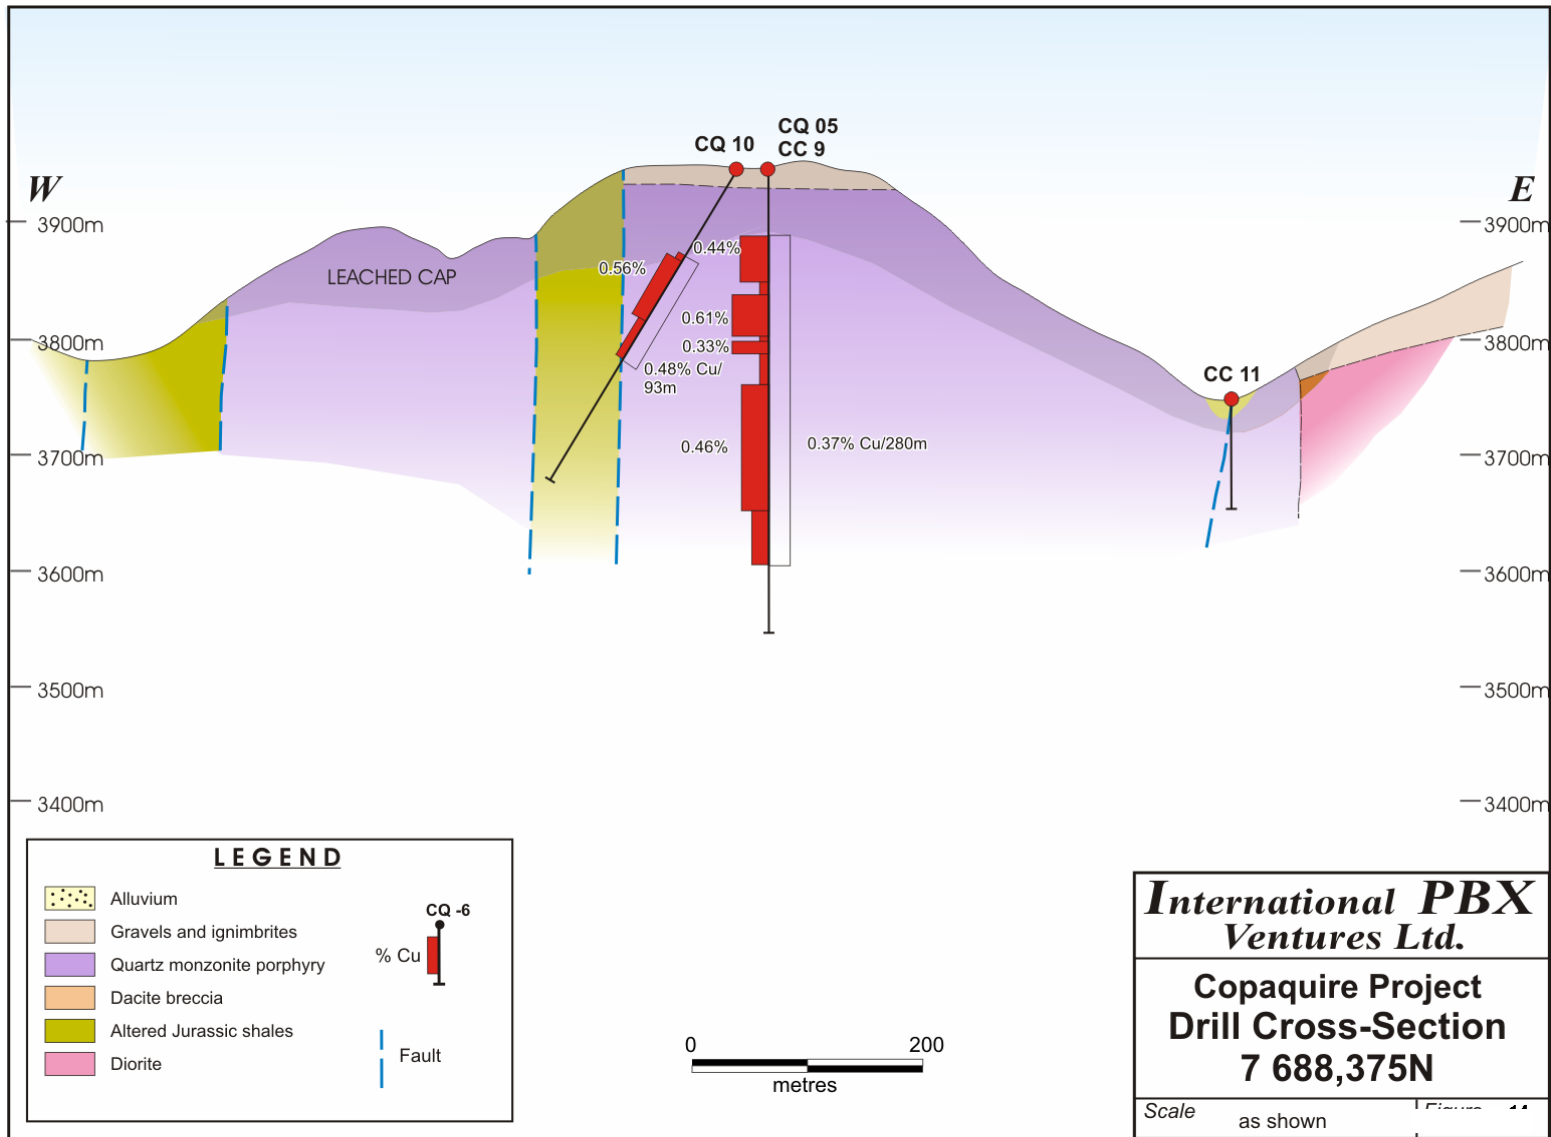 CQ 05
CQ 10
CC 9
W
E
3900m
3900m
0.44%
0.56%
LEACHED CAP
0.61%
3800m
3800m
0.33%
0.48% Cu/
93m
CC 11
0.46%
0.37% Cu/280m
3700m
3700m
3600m
3600m
3500m
3500m
3400m
3400m
LEGEND
Alluvium
Gravels and ignimbrites
Quartz monzonite porphyry
Dacite breccia
Altered Jurassic shales
Diorite
CQ -6
% Cu
Fault
0 200
metres
International PBX
Ventures Ltd.
Copaquire Project
Drill Cross-Section
7 688,375N
Scale
as shown